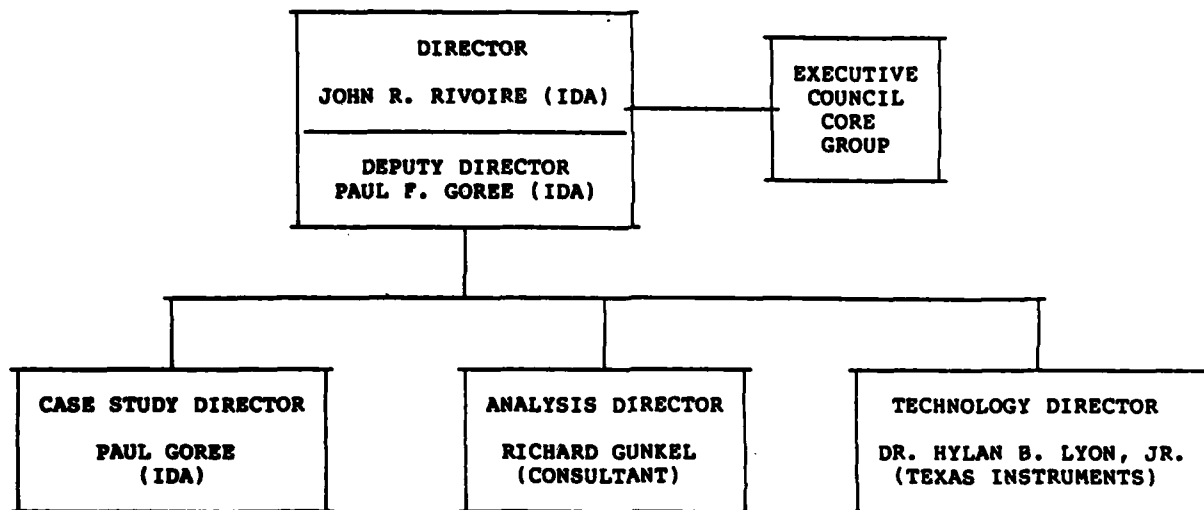 DIRECTOR
JOHN R. RIVOIRE (IDA)
DEPUTY DIRECTOR
PAUL F. GOREE (IDA)
EXECUTIVE
COUNCIL
CORE
GROUP
CASE STUDY DIRECTOR
PAUL GOREE
(IDA)
ANALYSIS DIRECTOR
RICHARD GUNKEL
(CONSULTANT)
TECHNOLOGY DIRECTOR
DR. HYLAN B. LYON, JR.
(TEXAS INSTRUMENTS)